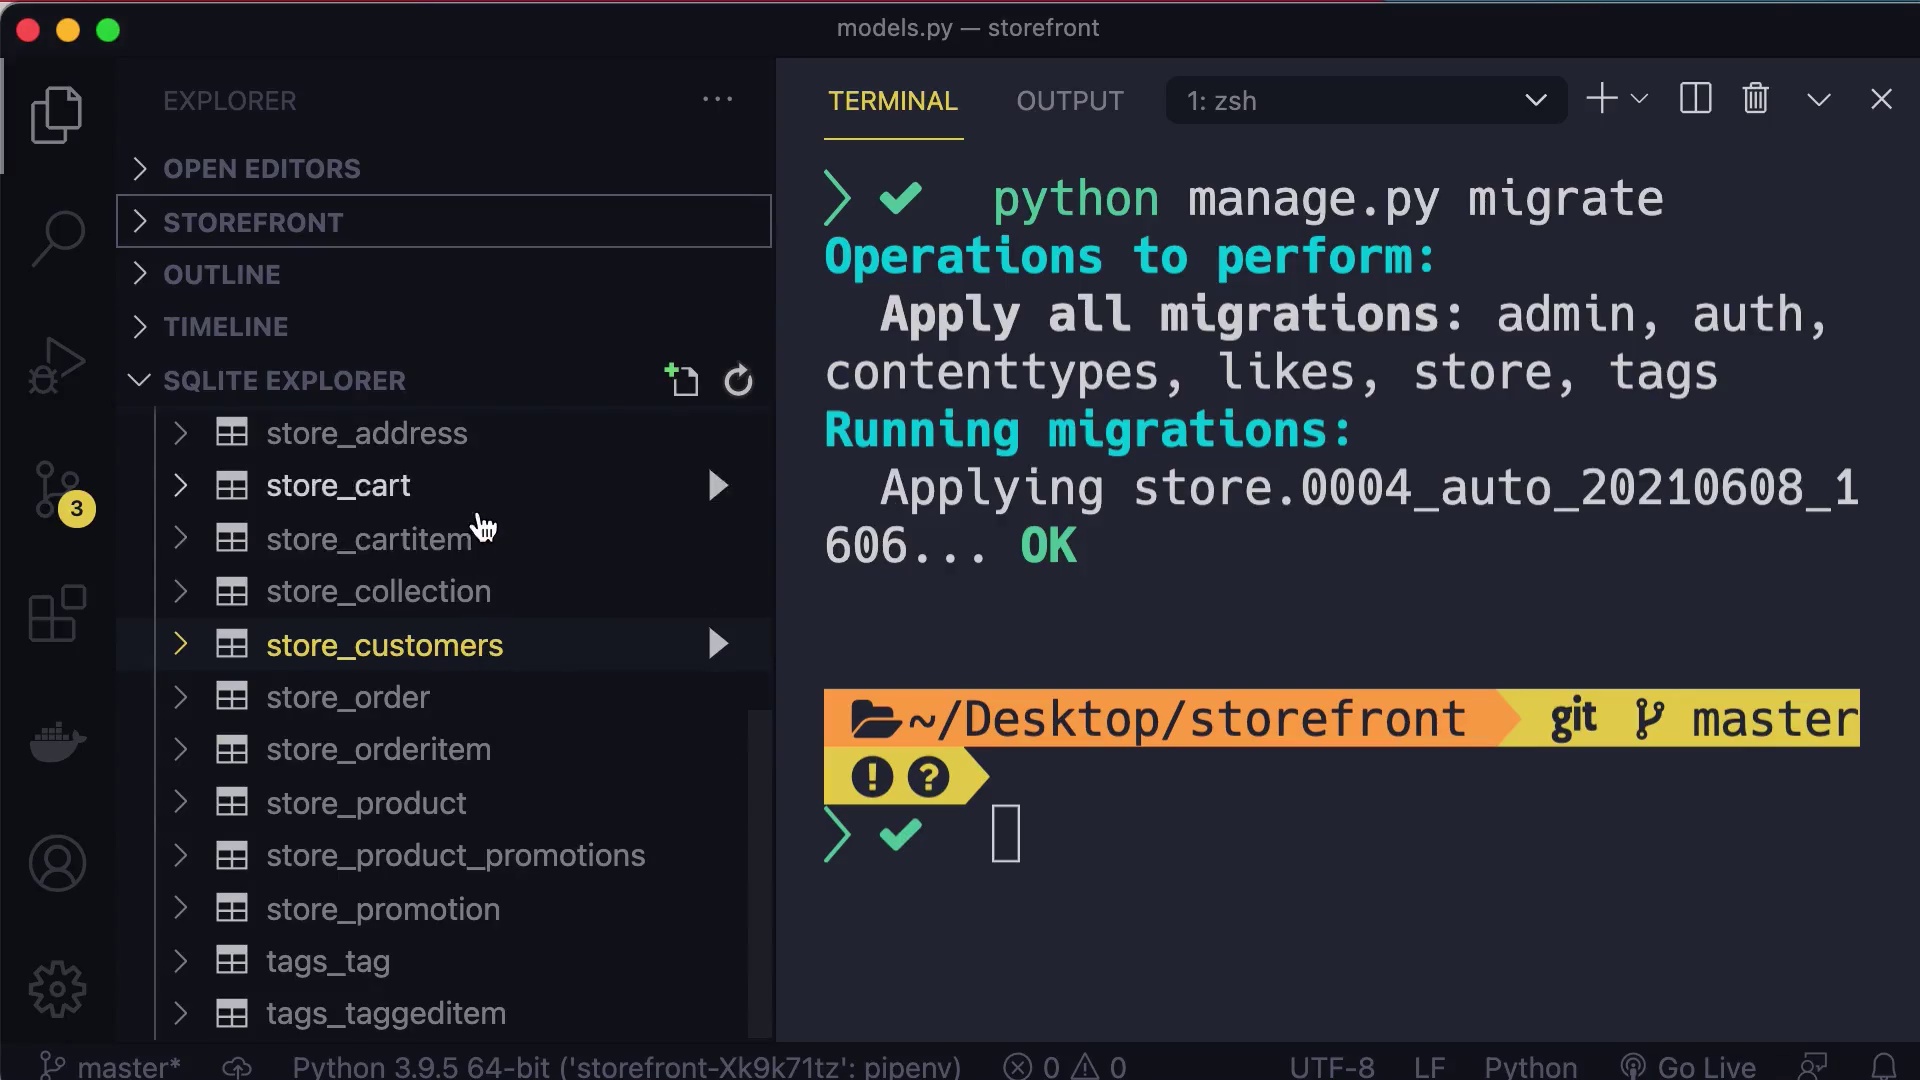 models.py — storefront
EXPLORER
OPEN EDITORS
STOREFRONT
OUTLINE
TIMELINE
SQLITE EXPLORER
store_address
store_cart
store_cartitem
store_collection
store_customers
store_order
store_orderitem
store_product
store_product_promotions
store_promotion
tags_tag
tags_taggeditem
3
TERMINAL OUTPUT 1: zsh
python manage.py migrate
Operations to perform:
Apply all migrations: admin, auth,
contenttypes, likes, store, tags
Running migrations:
Applying store.0004_auto_20210608_1
606... OK
~/Desktop/storefront git master
! ?
master* Python 3.9.5 64-bit ('storefront-Xk9k71tz': pipenv) 0 0 UTF-8 LF Python Go Live